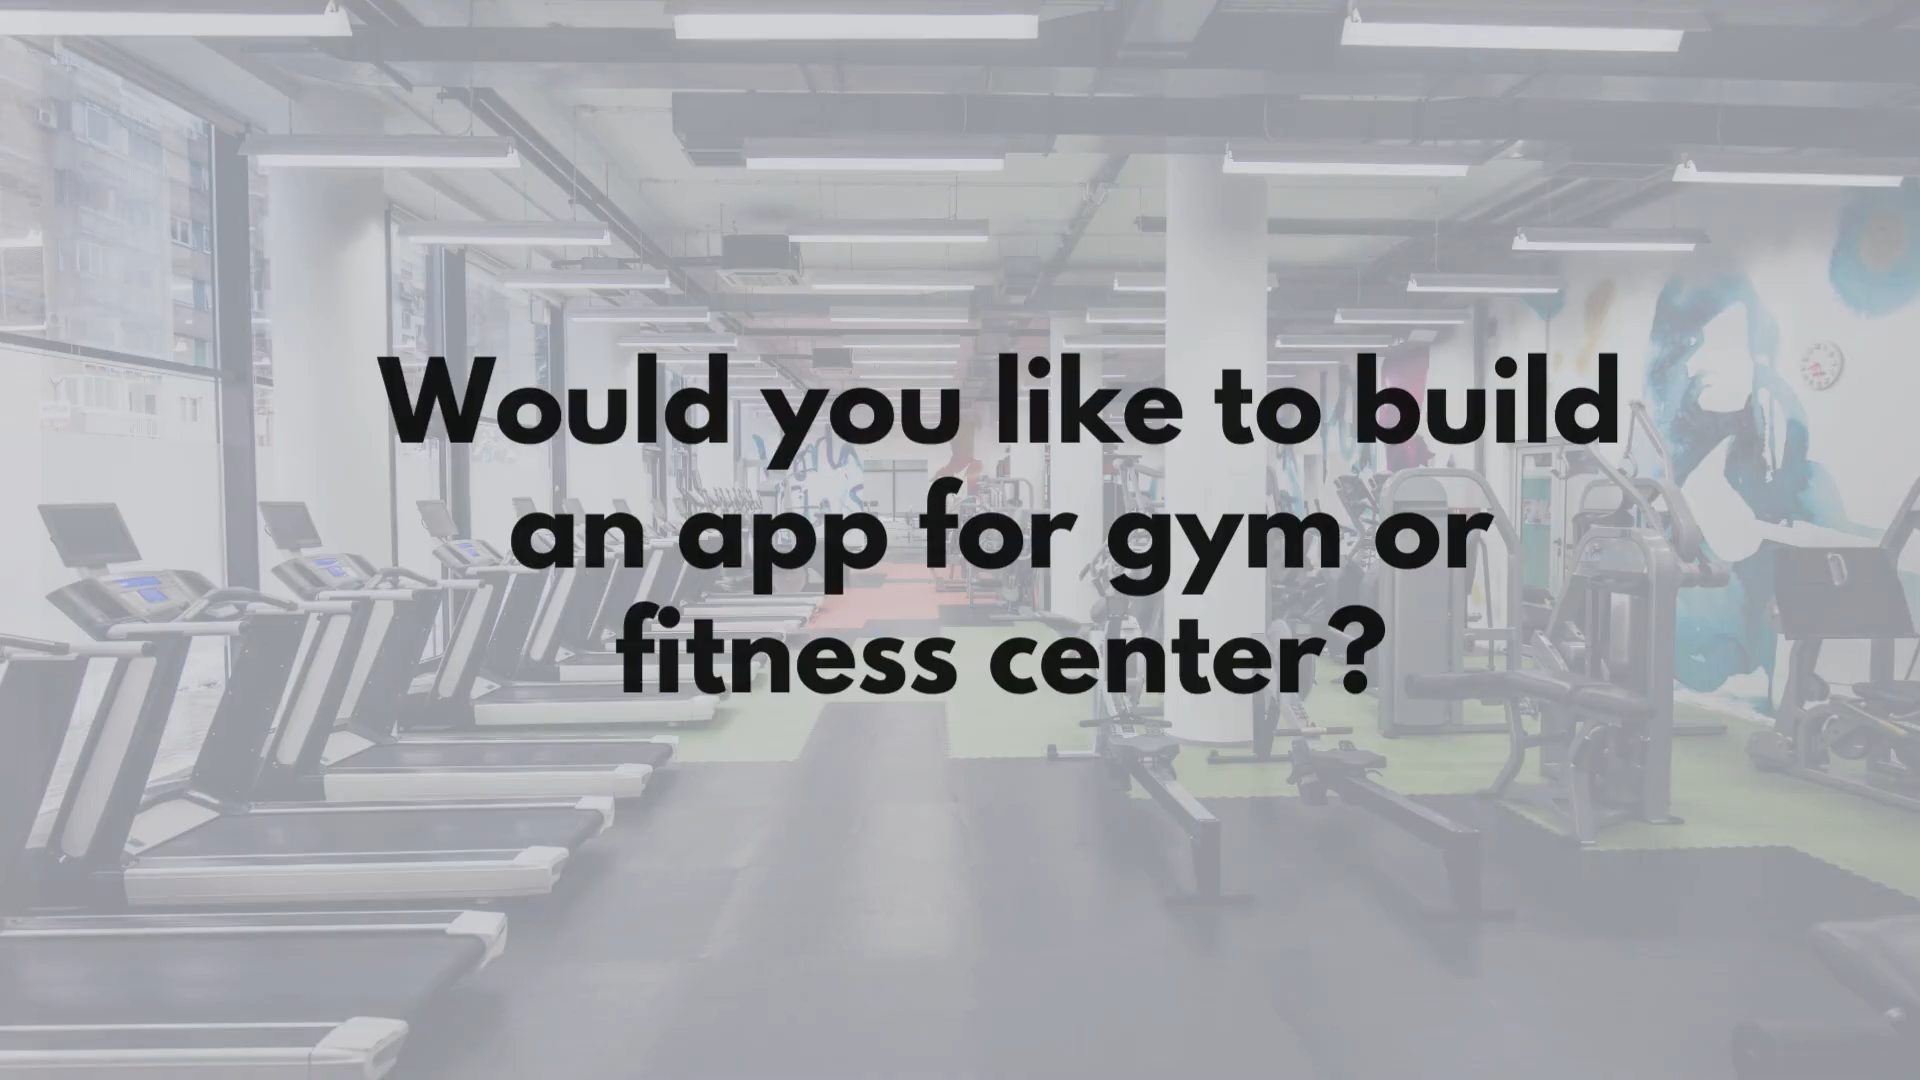 Would you like to build
an app for gym or
fitness center?